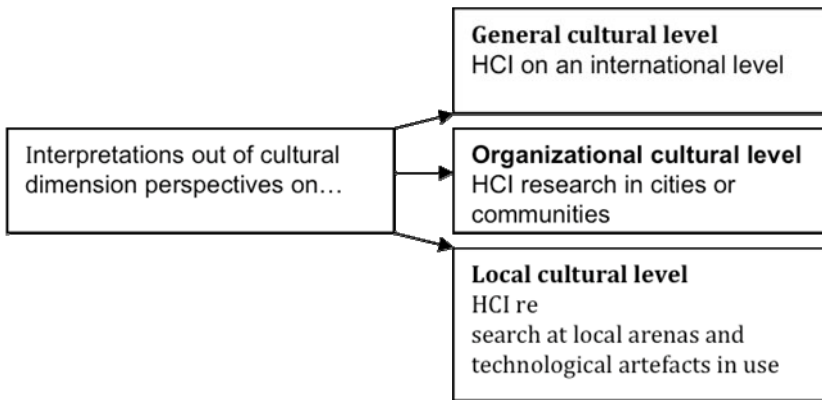 General cultural level
HCI on an international level
Interpretations out of cultural
dimension perspectives on…
Organizational cultural level
HCI research in cities or
communities
Local cultural level
HCI re
search at local arenas and
technological artefacts in use